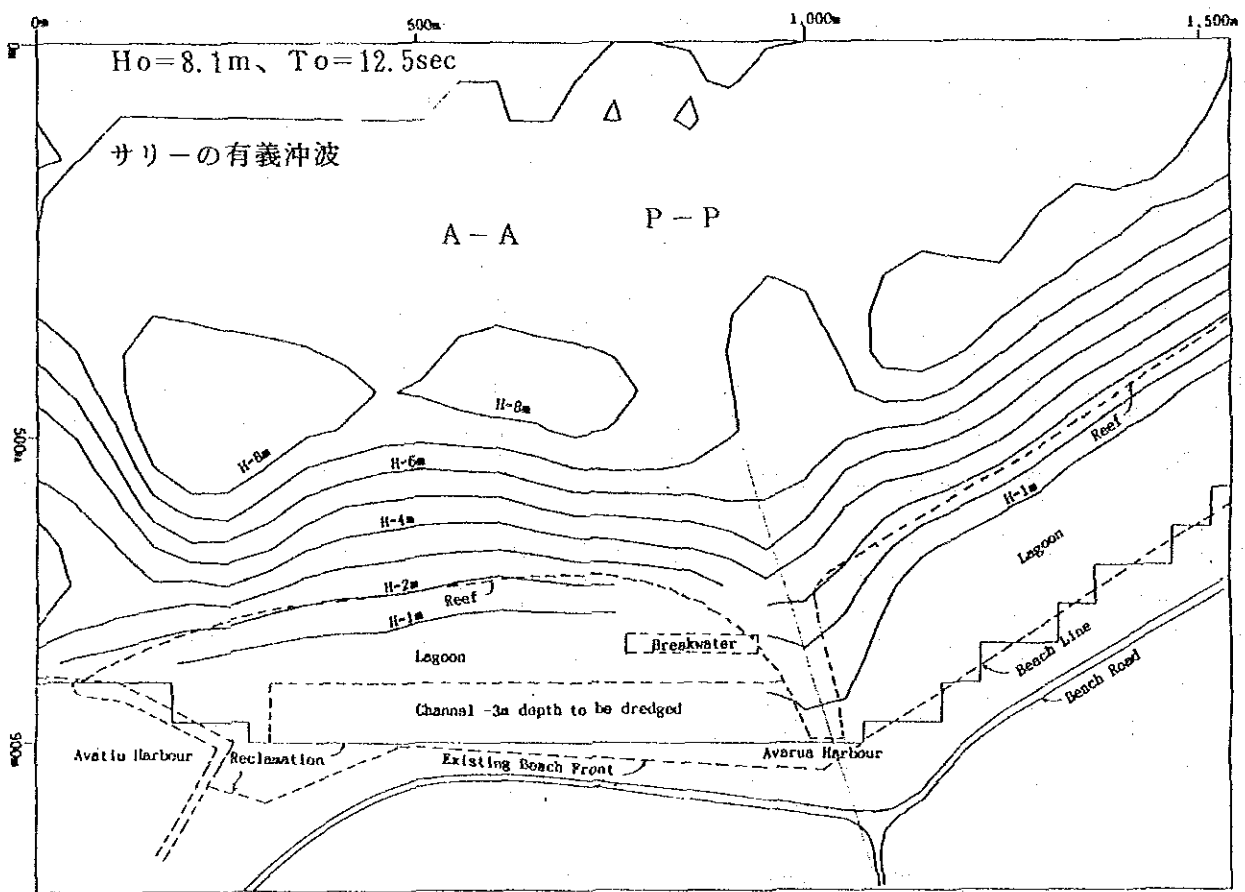 0m
500m
1,000m
1,500m
0m
Ho=8.1m、To=12.5sec
サリーの有義沖波
A-A
P-P
H-8m
500m
H-8m
H-6m
Reef
H-4m
H-1m
Lagoon
H-2m
Reef
H-1m
Breakwater
Lagoon
Beach Line
Beach Road
Channel -3m depth to be dredged
900m
Avatiu Harbour
Reclamation
Existing Beach Front
Avarua Harbour